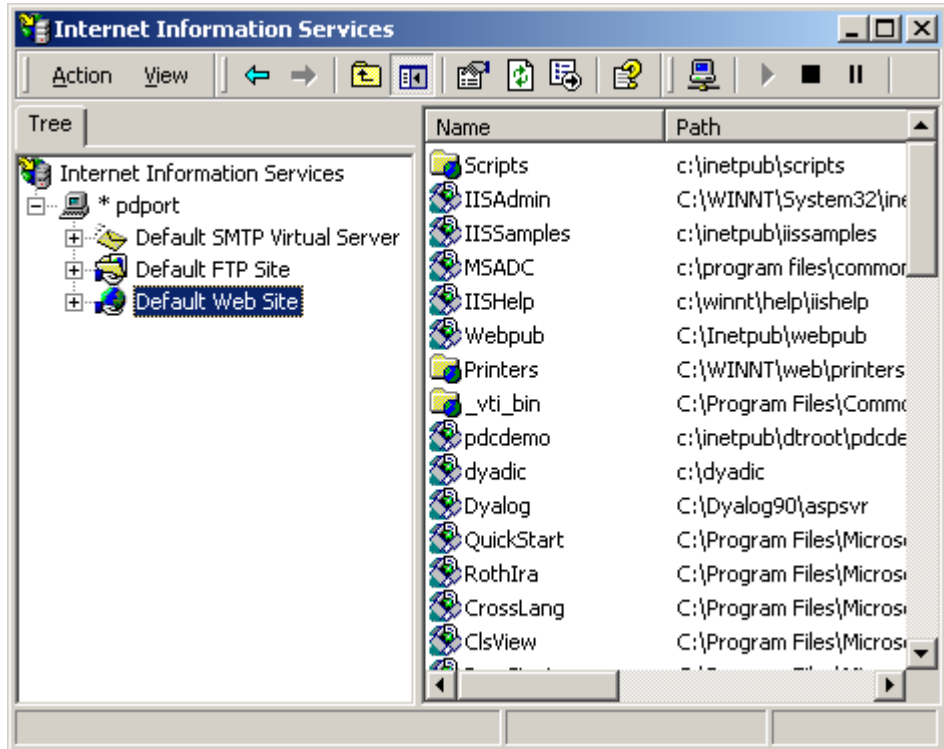 Internet Information Services
Action View
Tree
Name Path
Internet Information Services
* pdport
Default SMTP Virtual Server
Default FTP Site
Default Web Site
Scripts c:\inetpub\scripts
IISAdmin C:\WINNT\System32\ine
IISSamples c:\inetpub\iissamples
MSADC c:\program files\common
IISHelp c:\winnt\help\iishelp
Webpub C:\Inetpub\webpub
Printers C:\WINNT\web\printers
_vti_bin C:\Program Files\Commo
pdcdemo c:\inetpub\dtroot\pdcde
dyadic c:\dyadic
Dyalog C:\Dyalog90\aspsvr
QuickStart C:\Program Files\Micros
RothIra C:\Program Files\Micros
CrossLang C:\Program Files\Micros
ClsView C:\Program Files\Micros